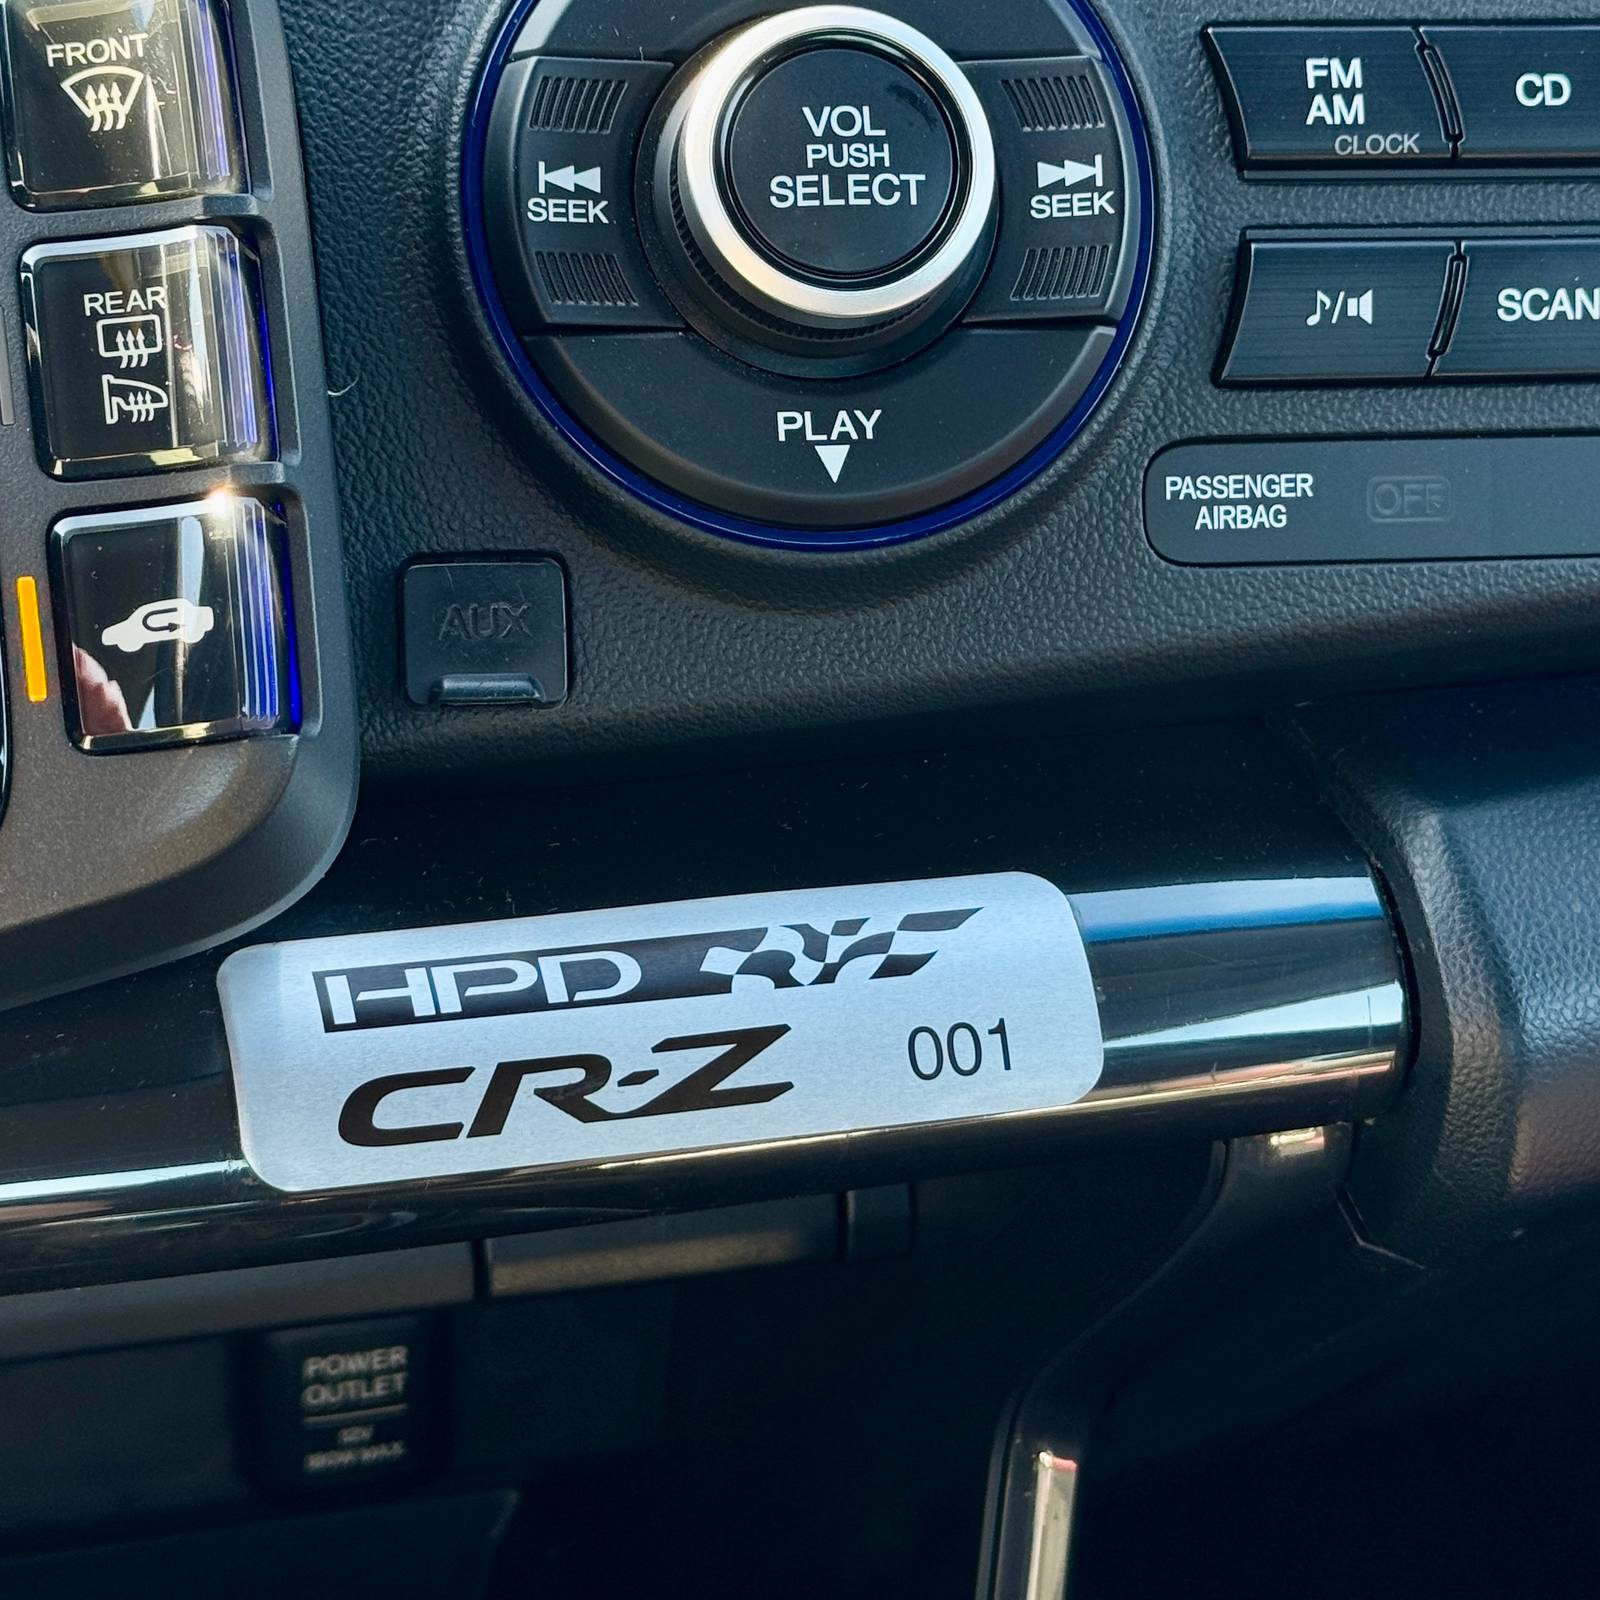 FRONT
VOL
PUSH
SELECT
SEEK
SEEK
FM
AM
CLOCK
CD
REAR
SCAN
PLAY
PASSENGER
AIRBAG
OFF
AUX
HPD
CR-Z
001
POWER
OUTLET
12V